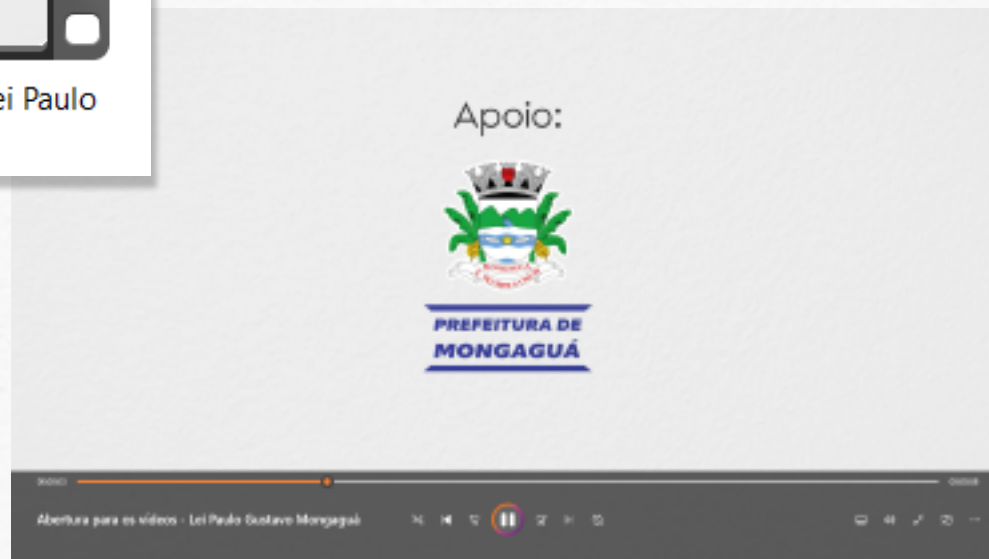 ei Paulo
Apoio:
PREFEITURA DE
MONGAGUÁ
Abertura para os vídeos - Lei Paulo Gustavo Mongaguá